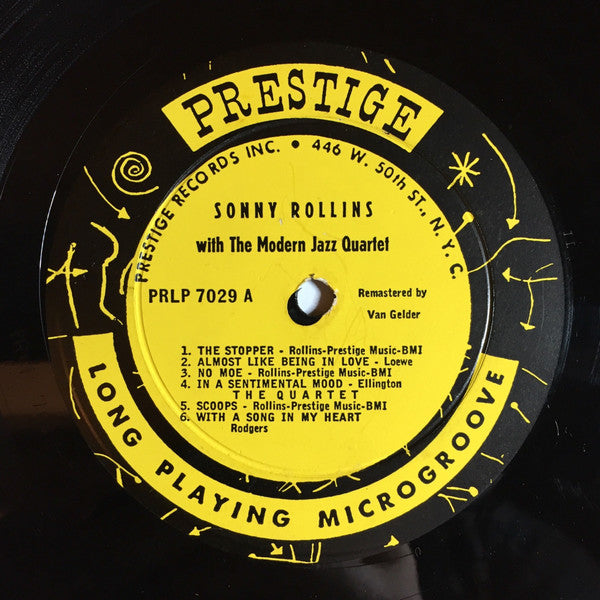 PRESTIGE
PRESTIGE RECORDS INC. • 446 W. 50th ST., N. Y. C.
SONNY ROLLINS
with The Modern Jazz Quartet
PRLP 7029 A
Remastered by
Van Gelder
1. THE STOPPER - Rollins-Prestige Music-BMI
2. ALMOST LIKE BEING IN LOVE - Loewe
3. NO MOE - Rollins-Prestige Music-BMI
4. IN A SENTIMENTAL MOOD - Ellington
THE QUARTET
5. SCOOPS - Rollins-Prestige Music-BMI
6. WITH A SONG IN MY HEART
Rodgers
LONG PLAYING MICROGROOVE